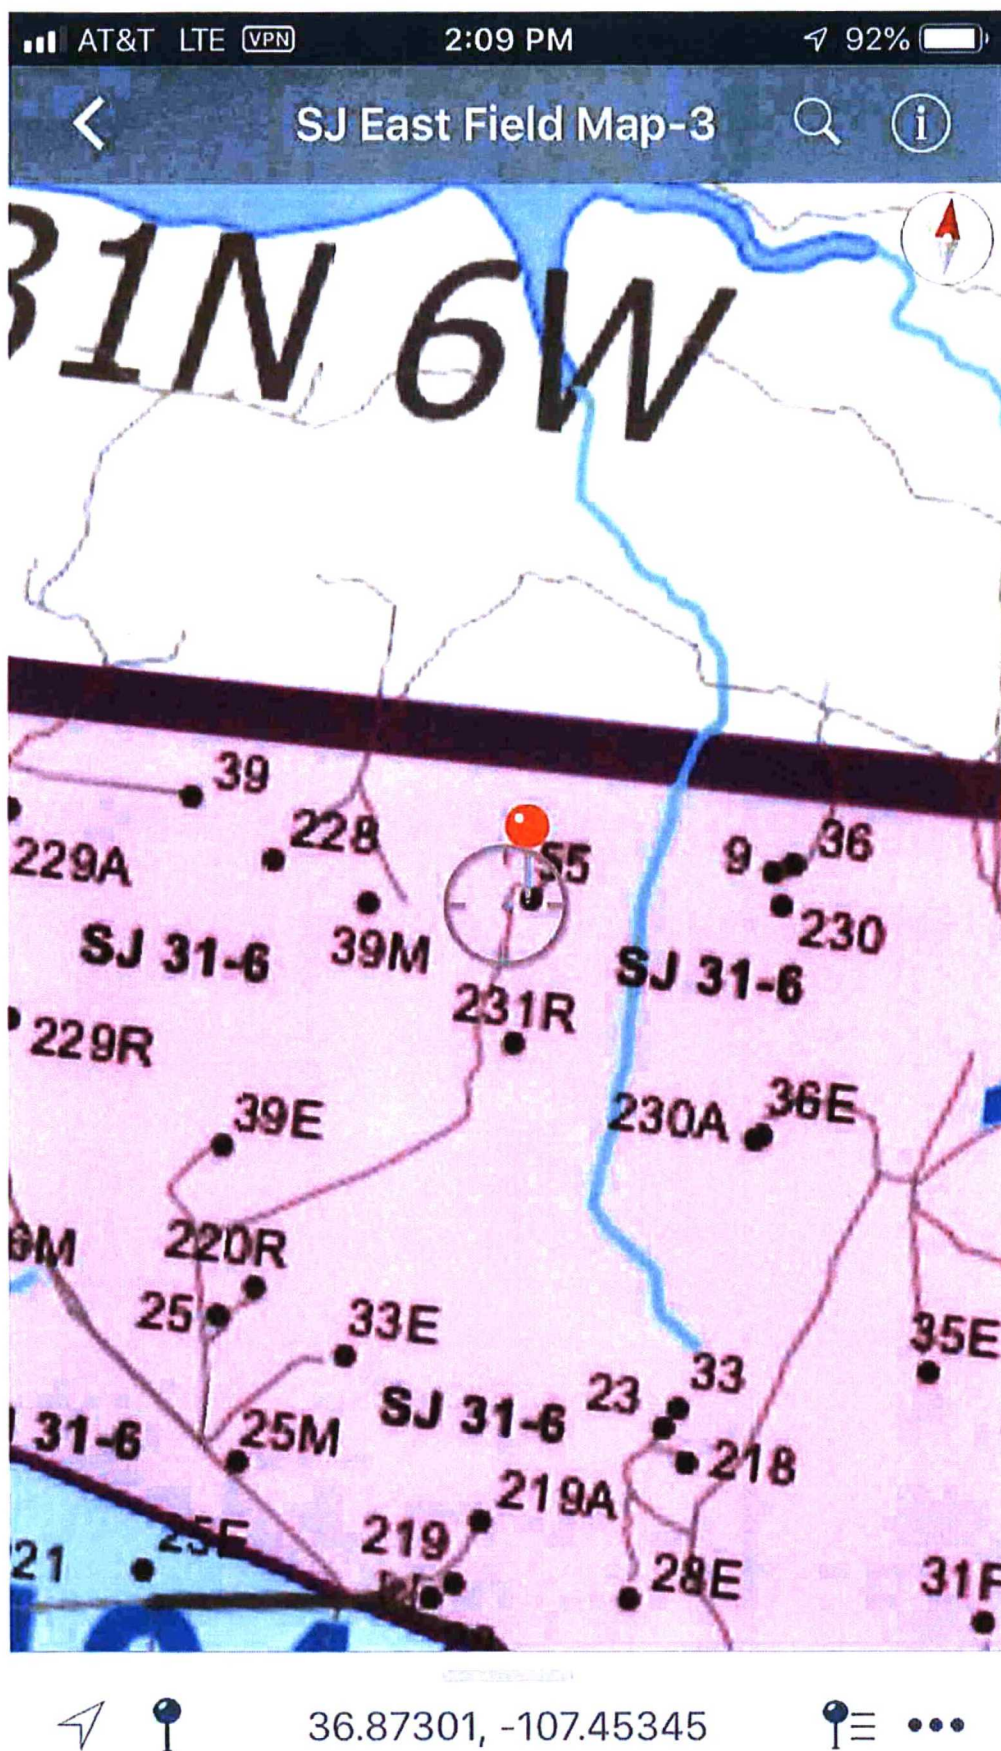 AT&T LTE VPN 2:09 PM 92%
SJ East Field Map-3
31N 6W
39
228
55
9
36
229A
39M
230
SJ 31-6
SJ 31-6
231R
229R
39E
230A
36E
220R
25
33E
35E
33
23
SJ 31-6
31-6
25M
218
219A
219
25E
21
28E
36.87301, -107.45345